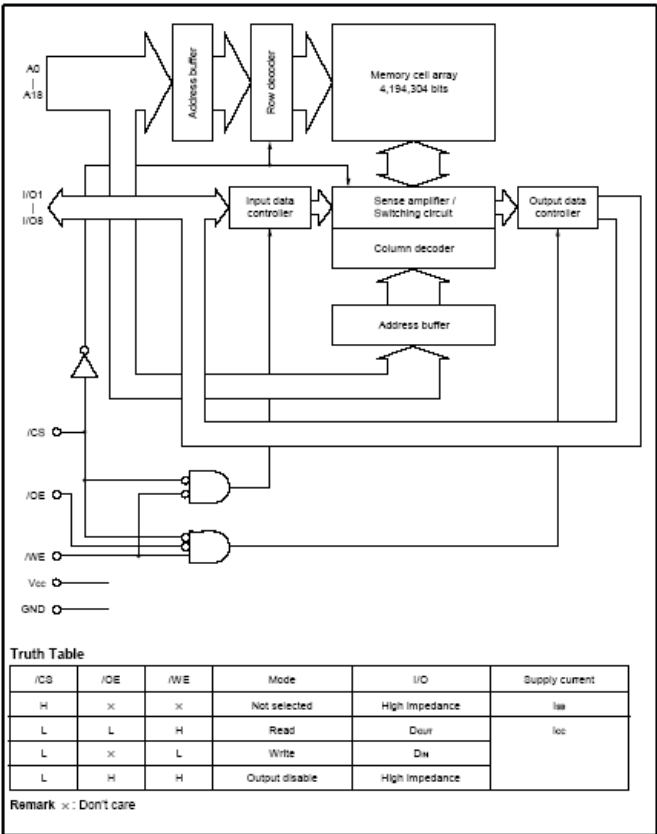 A0
|
A18
Address buffer
Row decoder
Memory cell array
4,194,304 bits
I/O1
|
I/O8
Input data
controller
Sense amplifier /
Switching circuit
Output data
controller
Column decoder
Address buffer
/CS
/OE
/WE
Vcc
GND
Truth Table
/CS /OE /WE Mode I/O Supply current
H × × Not selected High impedance ISB
L L H Read DOUT ICC
L × L Write DIN
L H H Output disable High impedance
Remark × : Don't care